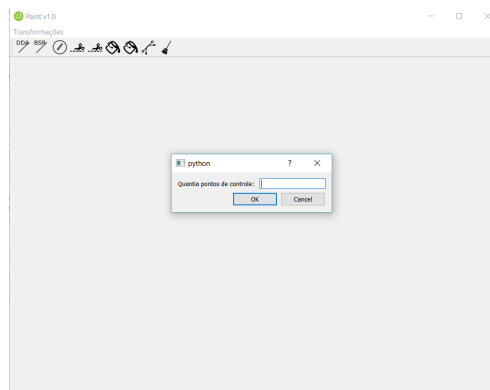 Paint v1.0
Transformações
DDA BSR
python
Quantia pontos de controle:
OK Cancel